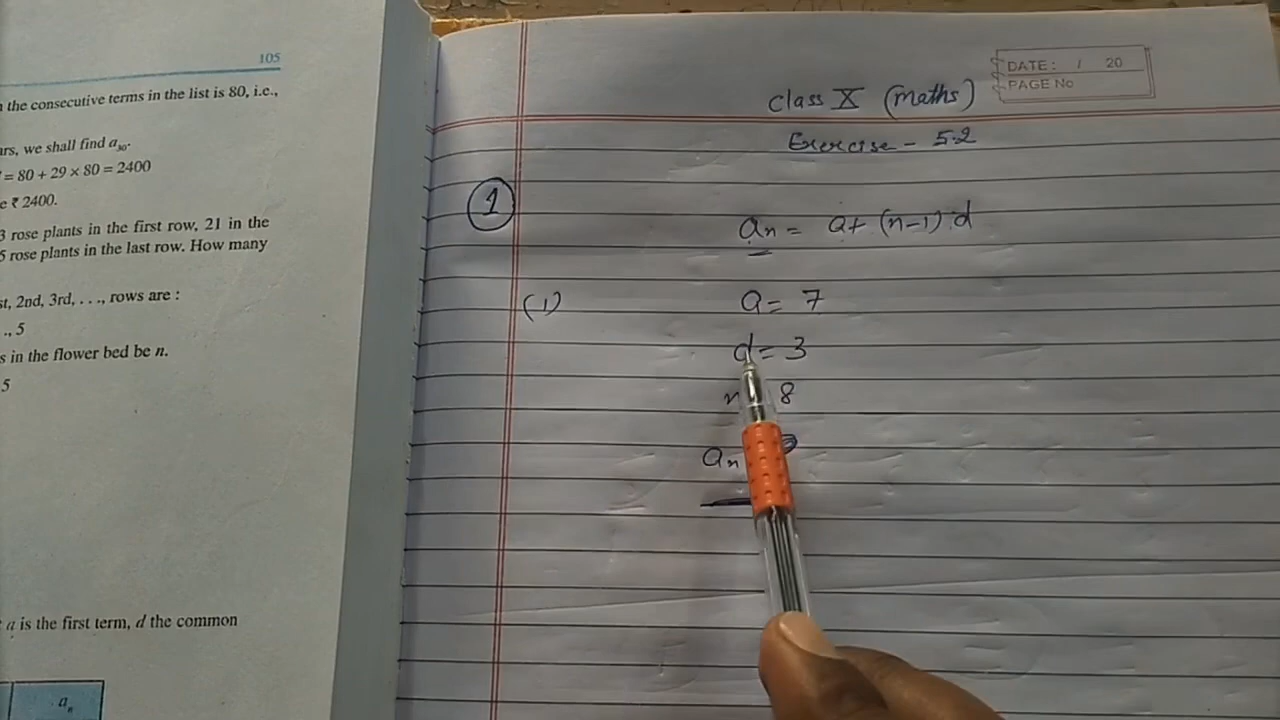 105
the consecutive terms in the list is 80, i.e.,
we shall find a₃₀.
= 80 + 29 × 80 = 2400
₹ 2400.
3 rose plants in the first row, 21 in the
5 rose plants in the last row. How many
2nd, 3rd, . . ., rows are :
., 5
in the flower bed be n.
5
a is the first term, d the common
aₙ
DATE: / 20
PAGE No
Class X (Maths)
Exercise - 5.2
1
an = a+ (n-1) d
(1) a = 7
d = 3
n 8
an